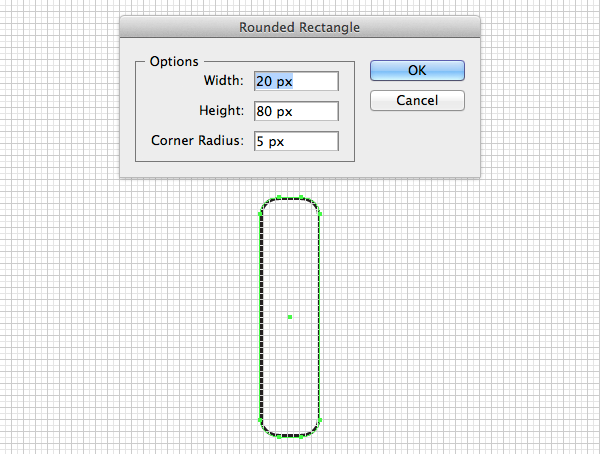 Rounded Rectangle
Options
Width: 20 px
OK
Height: 80 px
Cancel
Corner Radius: 5 px